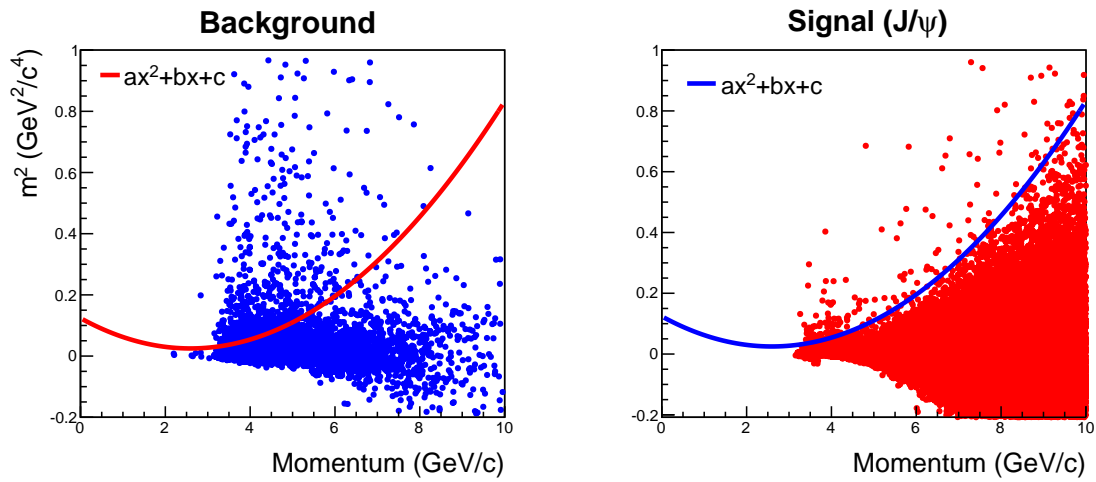 Background
ax²+bx+c
m² (GeV²/c⁴)
1
0.8
0.6
0.4
0.2
0
-0.2
0 2 4 6 8 10
Momentum (GeV/c)
Signal (J/ψ)
ax²+bx+c
1
0.8
0.6
0.4
0.2
0
-0.2
0 2 4 6 8 10
Momentum (GeV/c)